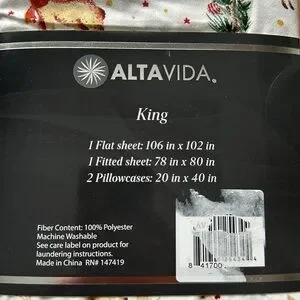 ALTAVIDA®
King
1 Flat sheet: 106 in x 102 in
1 Fitted sheet: 78 in x 80 in
2 Pillowcases: 20 in x 40 in
Fiber Content: 100% Polyester
Machine Washable
See care label on product for
laundering instructions.
Made in China RN# 147419
8 41700